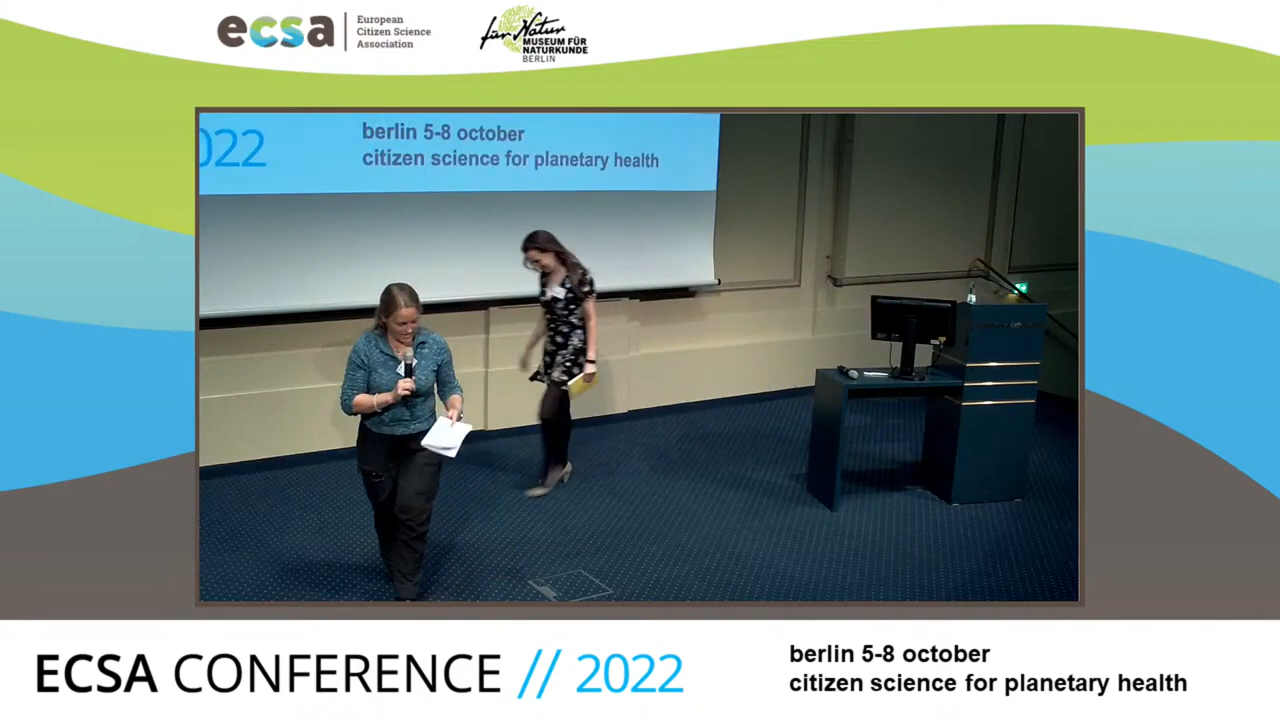 ecsa
European
Citizen Science
Association
für Natur
MUSEUM FÜR
NATURKUNDE
BERLIN
022
berlin 5-8 october
citizen science for planetary health
ECSA CONFERENCE // 2022
berlin 5-8 october
citizen science for planetary health